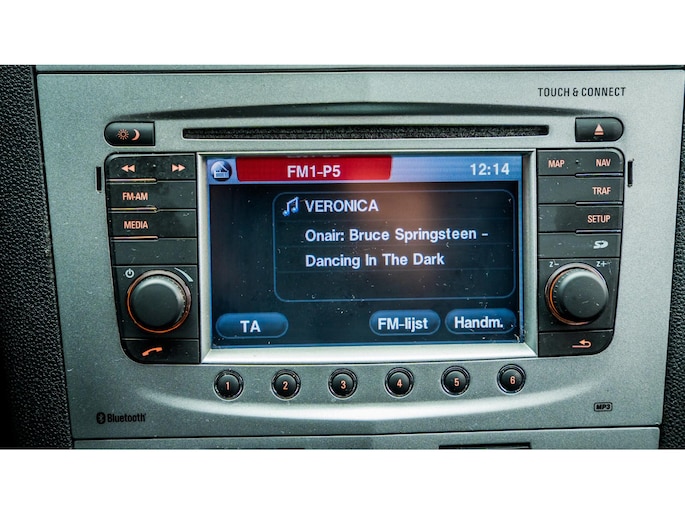 TOUCH & CONNECT
FM1-P5
12:14
MAP
NAV
FM-AM
TRAF
MEDIA
SETUP
VERONICA
Onair: Bruce Springsteen -
Dancing In The Dark
SD
Z-
Z+
TA
FM-lijst
Handm.
1
2
3
4
5
6
Bluetooth
MP3